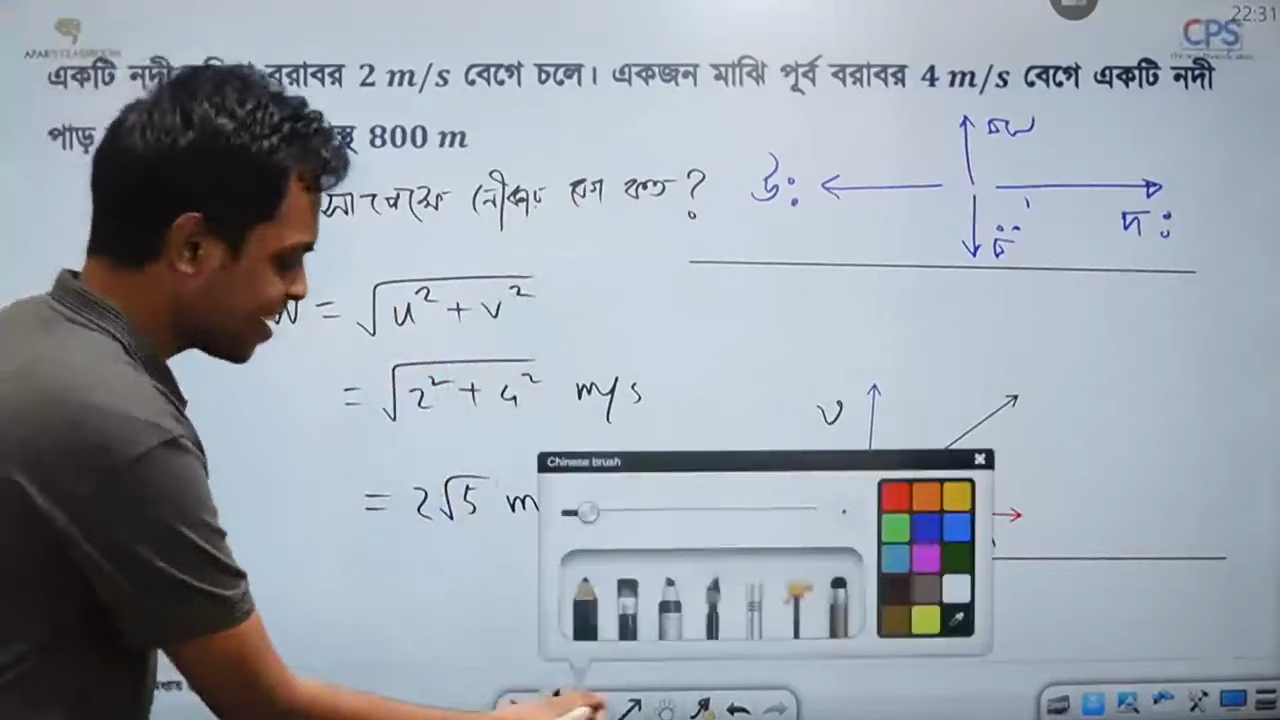 22:31
CPS
একটি নদী বরাবর 2 m/s বেগে চলে। একজন মাঝি পূর্ব বরাবর 4 m/s বেগে একটি নদী
পাড় 800 m
সাপেক্ষে নৌকার বেগ কত?
উঃ
দঃ
= √u² + v²
= √2² + 4² m/s
v
= 2√5 m
Chinese brush